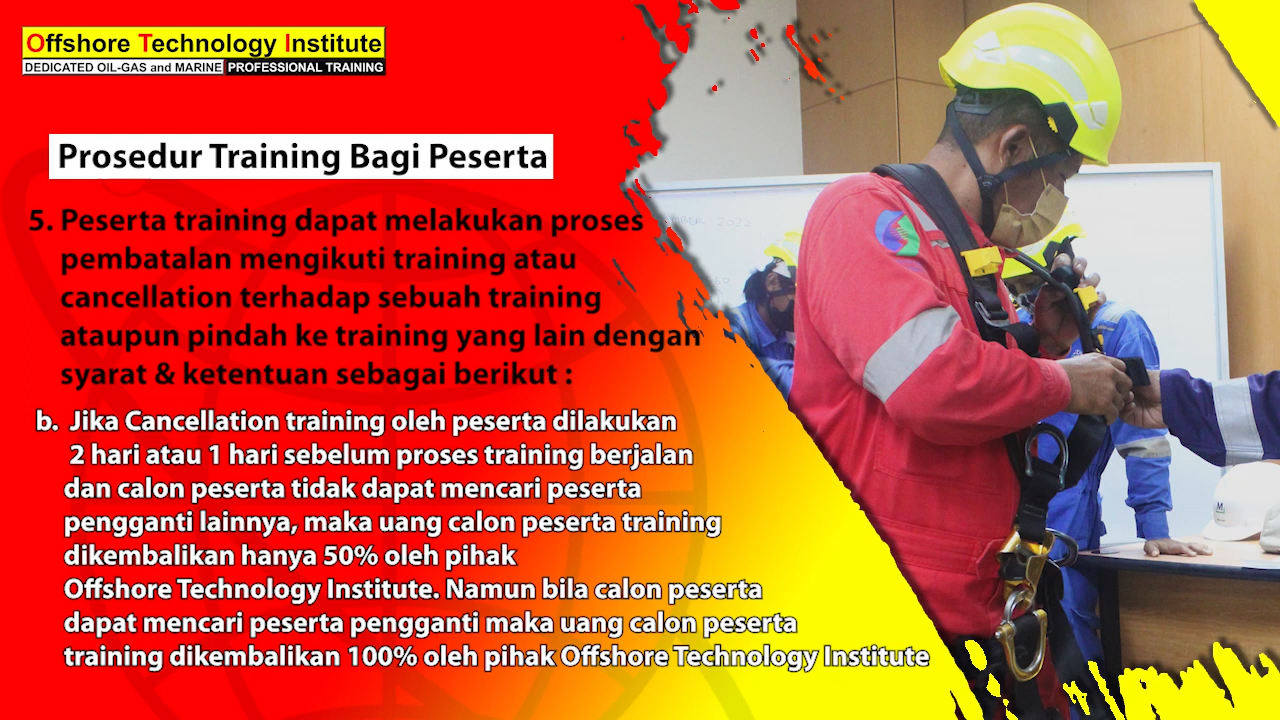 Offshore Technology Institute
DEDICATED OIL-GAS and MARINE PROFESSIONAL TRAINING
Prosedur Training Bagi Peserta
5. Peserta training dapat melakukan proses
pembatalan mengikuti training atau
cancellation terhadap sebuah training
ataupun pindah ke training yang lain dengan
syarat & ketentuan sebagai berikut :
b. Jika Cancellation training oleh peserta dilakukan
2 hari atau 1 hari sebelum proses training berjalan
dan calon peserta tidak dapat mencari peserta
pengganti lainnya, maka uang calon peserta training
dikembalikan hanya 50% oleh pihak
Offshore Technology Institute. Namun bila calon peserta
dapat mencari peserta pengganti maka uang calon peserta
training dikembalikan 100% oleh pihak Offshore Technology Institute